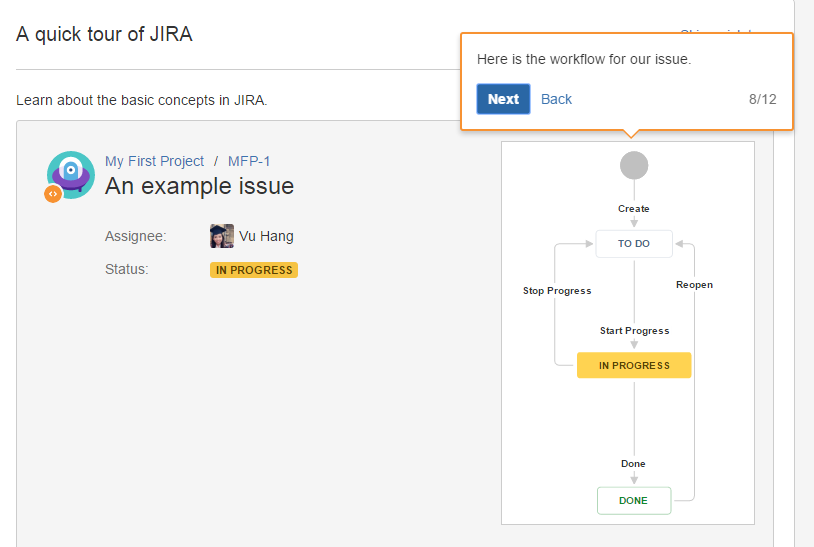 A quick tour of JIRA
Here is the workflow for our issue.
Next Back 8/12
Learn about the basic concepts in JIRA.
My First Project / MFP-1
An example issue
Assignee: Vu Hang
Status: IN PROGRESS
Create
TO DO
Stop Progress
Reopen
Start Progress
IN PROGRESS
Done
DONE